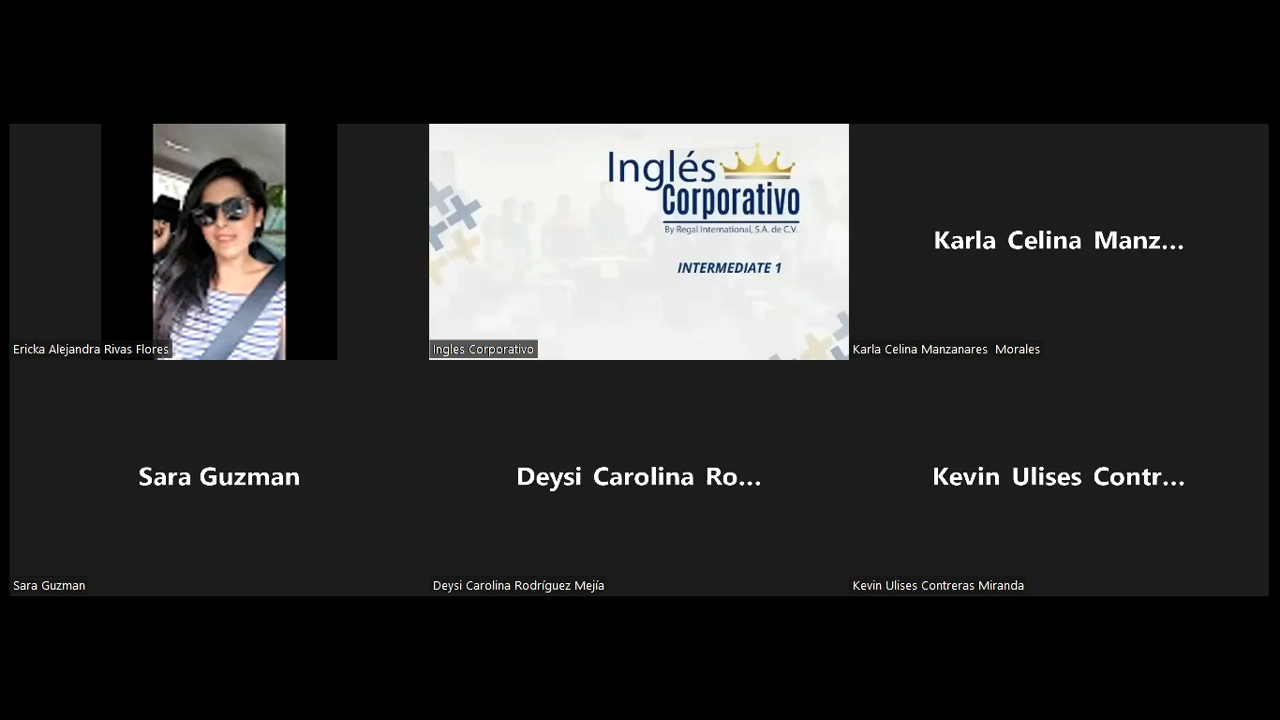 Inglés
Corporativo
By Regal International, S.A. de C.V.
INTERMEDIATE 1
Karla Celina Manz...
Ericka Alejandra Rivas Flores
Ingles Corporativo
Karla Celina Manzanares Morales
Sara Guzman
Deysi Carolina Ro...
Kevin Ulises Contr...
Sara Guzman
Deysi Carolina Rodríguez Mejía
Kevin Ulises Contreras Miranda